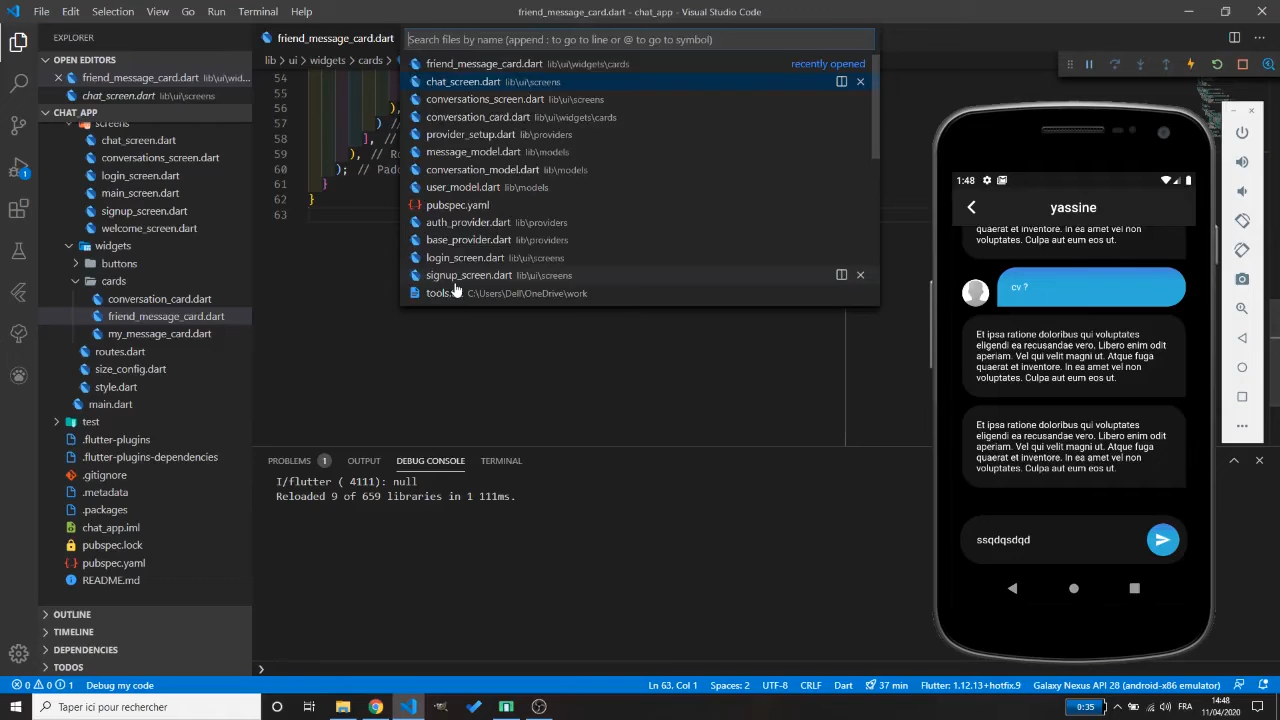 File Edit Selection View Go Run Terminal Help
friend_message_card.dart - chat_app - Visual Studio Code
EXPLORER
OPEN EDITORS
friend_message_card.dart lib\ui\wid...
chat_screen.dart lib\ui\screens
CHAT_APP
screens
chat_screen.dart
conversations_screen.dart
login_screen.dart
main_screen.dart
signup_screen.dart
welcome_screen.dart
widgets
buttons
cards
conversation_card.dart
friend_message_card.dart
my_message_card.dart
routes.dart
size_config.dart
style.dart
main.dart
test
.flutter-plugins
.flutter-plugins-dependencies
.gitignore
.metadata
.packages
chat_app.iml
pubspec.lock
pubspec.yaml
README.md
OUTLINE
TIMELINE
DEPENDENCIES
TODOS
friend_message_card.dart
lib > ui > widgets > cards
54
55
56 ),
57 ) //
58 ], //
59 ), // Ro
60 ); // Padd
61 }
62 }
63
Search files by name (append : to go to line or @ to go to symbol)
friend_message_card.dart lib\ui\widgets\cards recently opened
chat_screen.dart lib\ui\screens
conversations_screen.dart lib\ui\screens
conversation_card.dart lib\ui\widgets\cards
provider_setup.dart lib\providers
message_model.dart lib\models
conversation_model.dart lib\models
user_model.dart lib\models
pubspec.yaml
auth_provider.dart lib\providers
base_provider.dart lib\providers
login_screen.dart lib\ui\screens
signup_screen.dart lib\ui\screens
tools. C:\Users\Dell\OneDrive\work
PROBLEMS 1 OUTPUT DEBUG CONSOLE TERMINAL
I/flutter ( 4111): null
Reloaded 9 of 659 libraries in 1 111ms.
1:48
yassine
voluptates. Culpa aut eum eos ut.
cv ?
Et ipsa ratione doloribus qui voluptates
eligendi ea recusandae vero. Libero enim odit
aperiam. Vel qui velit magni ut. Atque fuga
quaerat et inventore. In ea amet vel non
voluptates. Culpa aut eum eos ut.
Et ipsa ratione doloribus qui voluptates
eligendi ea recusandae vero. Libero enim odit
aperiam. Vel qui velit magni ut. Atque fuga
quaerat et inventore. In ea amet vel non
voluptates. Culpa aut eum eos ut.
ssqdqsdqd
0 0 1 Debug my code
Ln 63, Col 1 Spaces: 2 UTF-8 CRLF Dart 37 min Flutter: 1.12.13+hotfix.9 Galaxy Nexus API 28 (android-x86 emulator)
Taper ici pour rechercher
0:35
FRA
14:48
11/04/2020